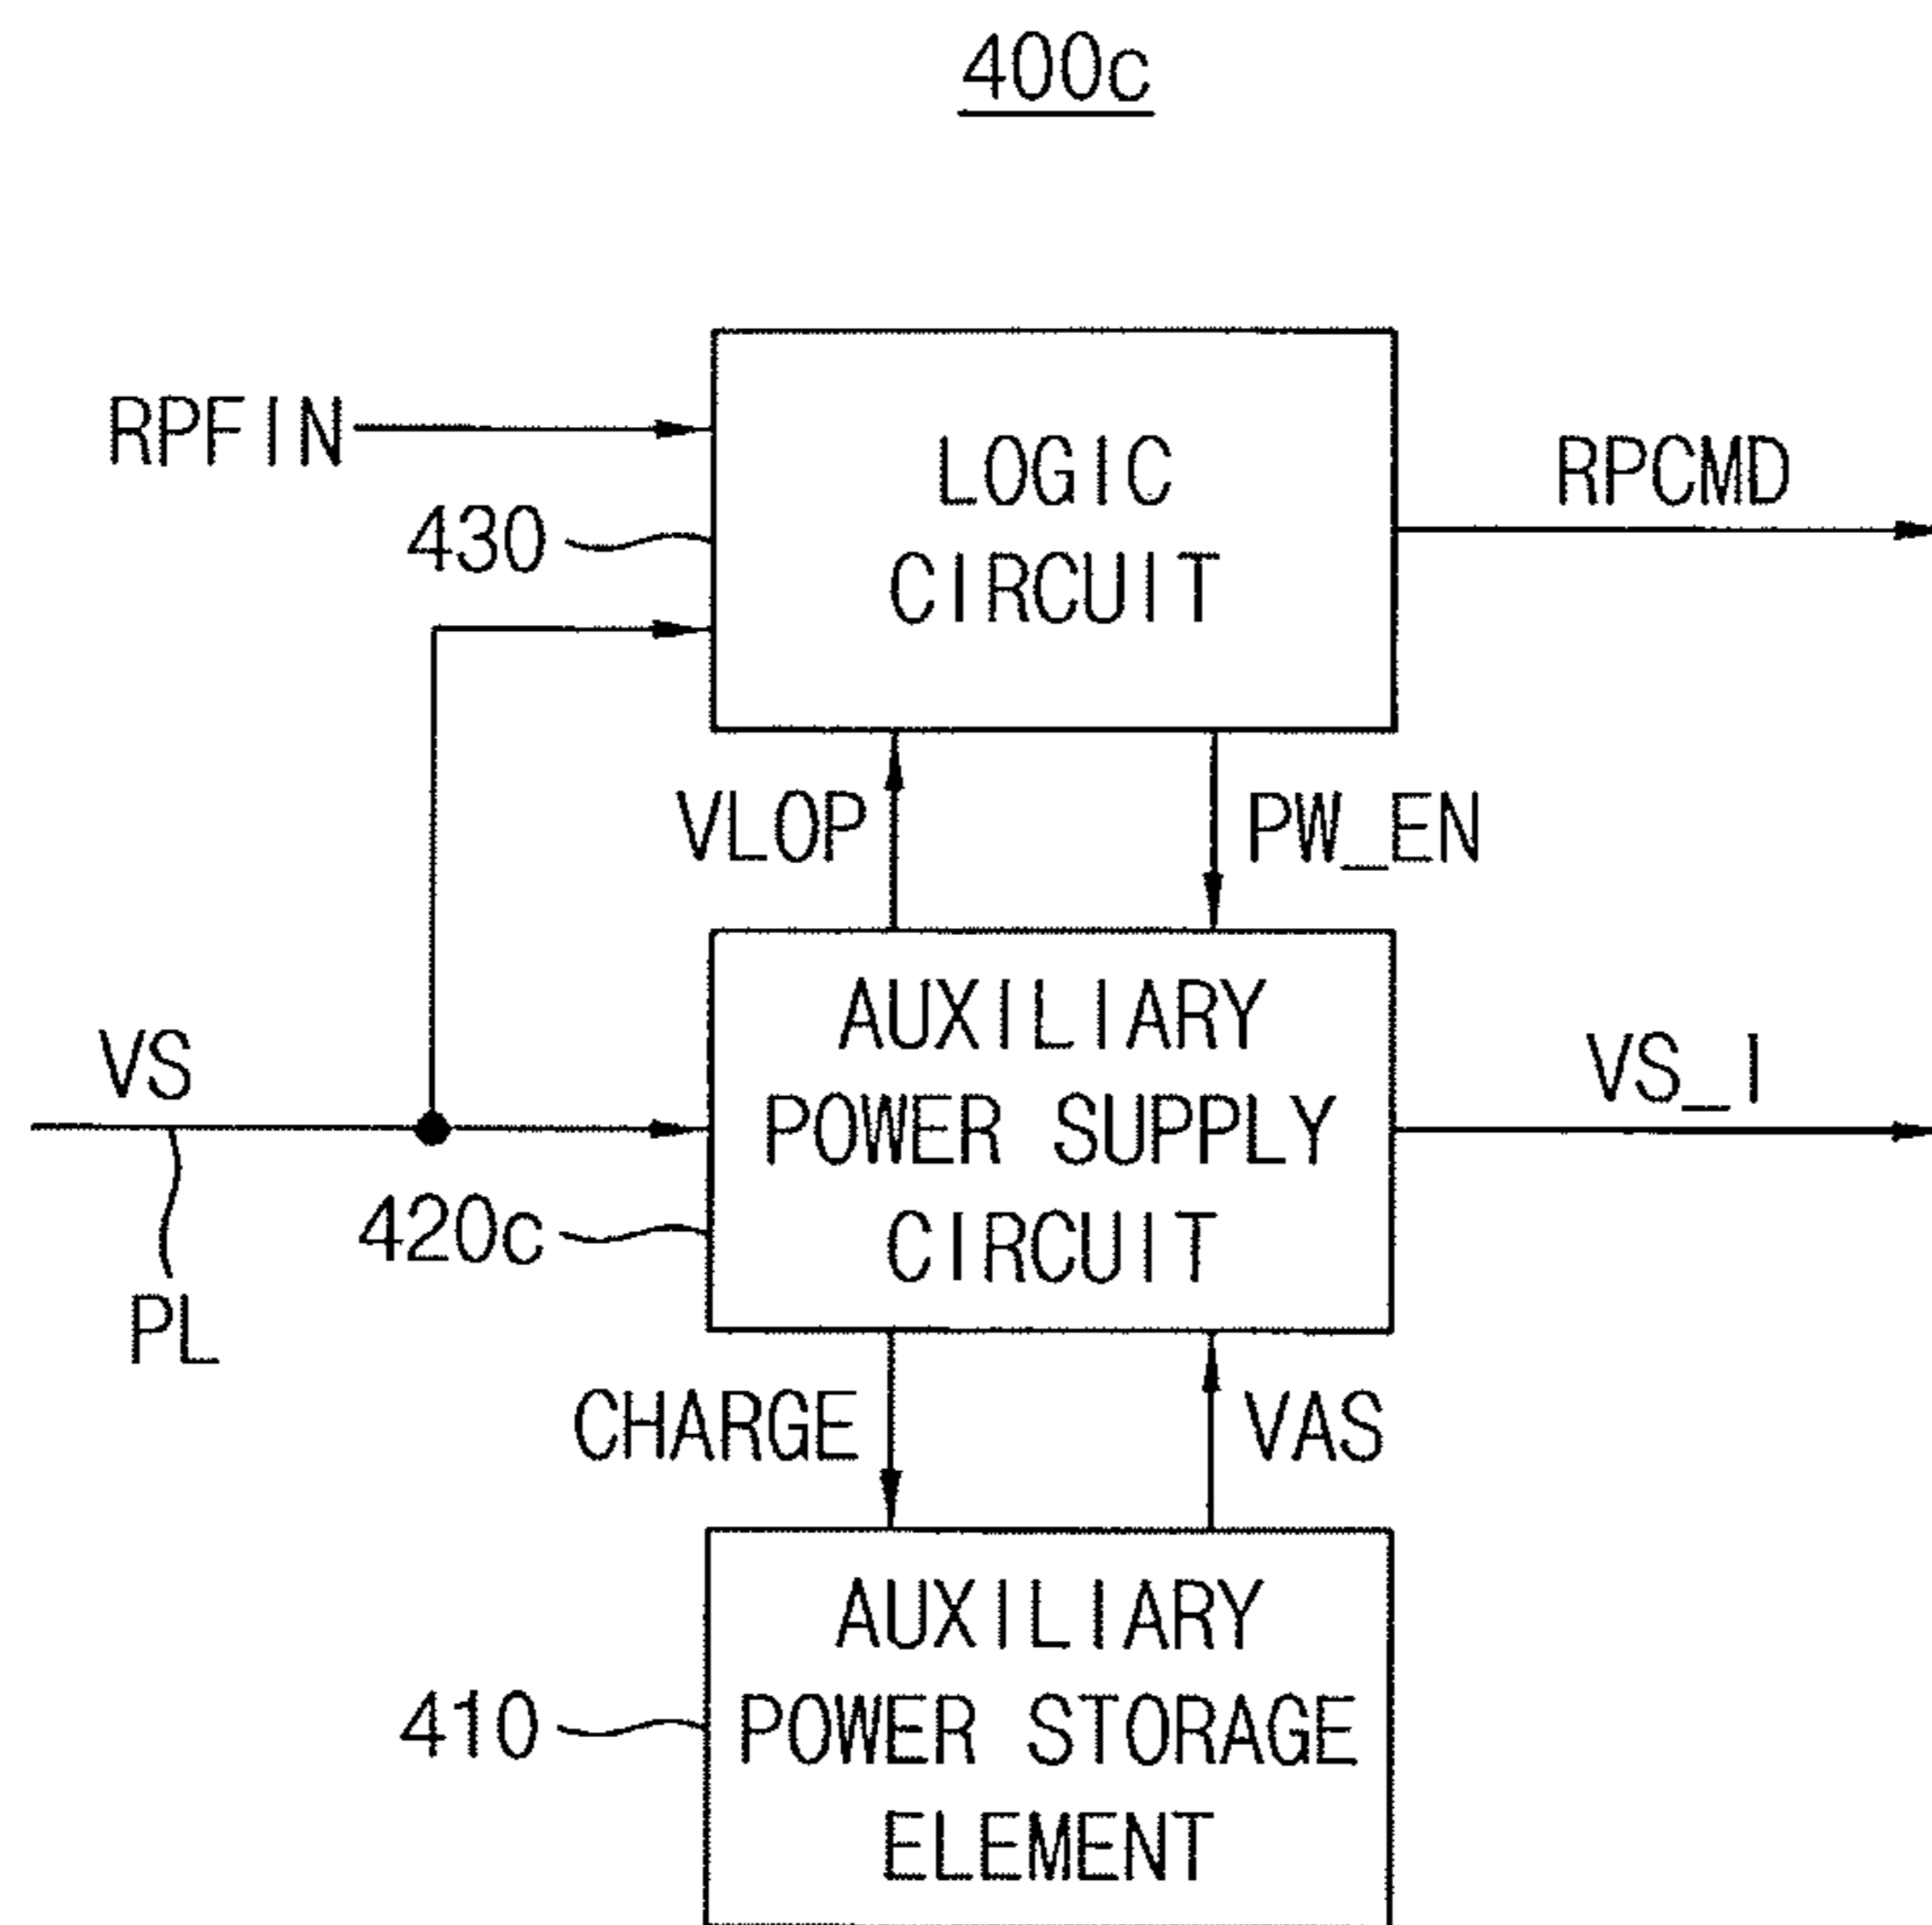 400c
RPFIN
LOGIC
CIRCUIT
430
RPCMD
VLOP
PW_EN
VS
PL
AUXILIARY
POWER SUPPLY
CIRCUIT
420c
VS_I
CHARGE
VAS
AUXILIARY
POWER STORAGE
ELEMENT
410